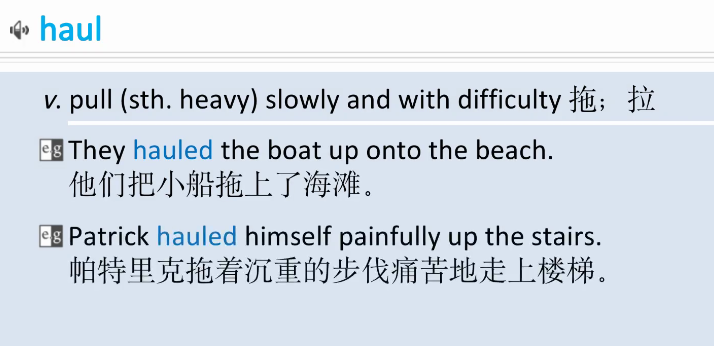 haul
v. pull (sth. heavy) slowly and with difficulty 拖；拉
eg They hauled the boat up onto the beach.
他们把小船拖上了海滩。
eg Patrick hauled himself painfully up the stairs.
帕特里克拖着沉重的步伐痛苦地走上楼梯。